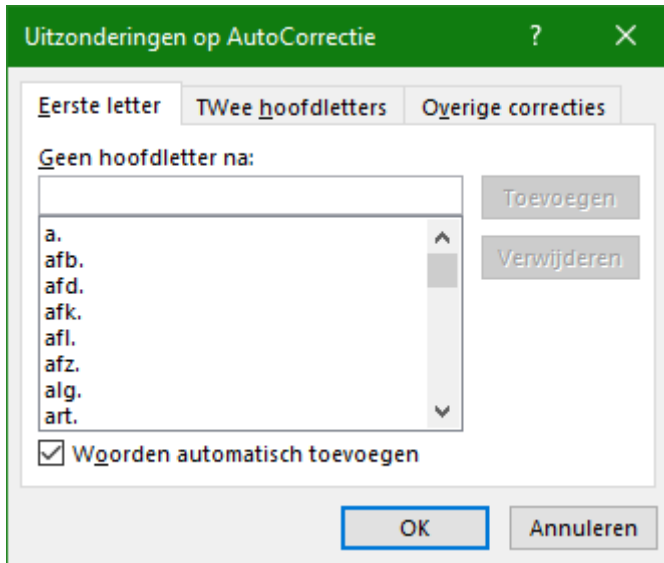 Uitzonderingen op AutoCorrectie ?
Eerste letter TWee hoofdletters Overige correcties
Geen hoofdletter na:
Toevoegen
a.
afb.
Verwijderen
afd.
afk.
afl.
afz.
alg.
art.
Woorden automatisch toevoegen
OK Annuleren